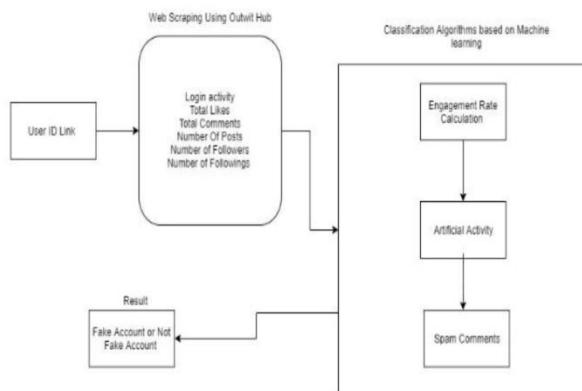 Web Scraping Using Outwit Hub
Classification Algorithms based on Machine
learning
User ID Link
Login activity
Total Likes
Total Comments
Number Of Posts
Number of Followers
Number of Followings
Engagement Rate
Calculation
Artificial Activity
Spam Comments
Result
Fake Account or Not
Fake Account